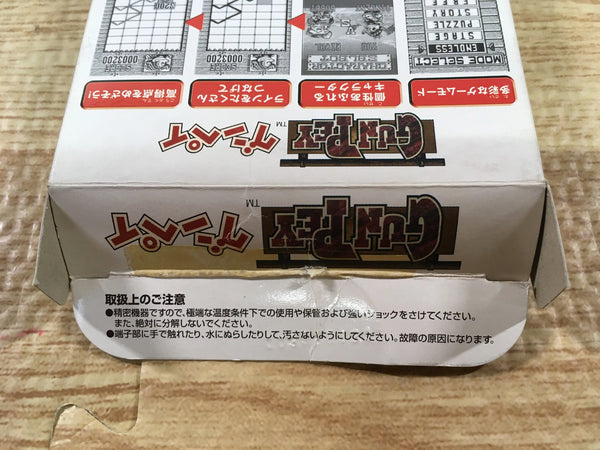 MODE SELECT
ENDLESS
STAGE
PUZZLE
STORY
FREE
CHARACTER
SELECT
VS
YOU
SCORE
0003200
SCORE
0003200
多彩なゲームモード
個性あふれる
キャラクター
ラインをたくさん
つなげて
高得点をめざそう!
GUNPEY
グンペイ TM
GUNPEY
グンペイ TM
取扱上のご注意
●精密機器ですので、極端な温度条件下での使用や保管および強いショックをさけてください。
また、絶対に分解しないでください。
●端子部に手で触れたり、水にぬらしたりして、汚さないようにしてください。故障の原因になります。